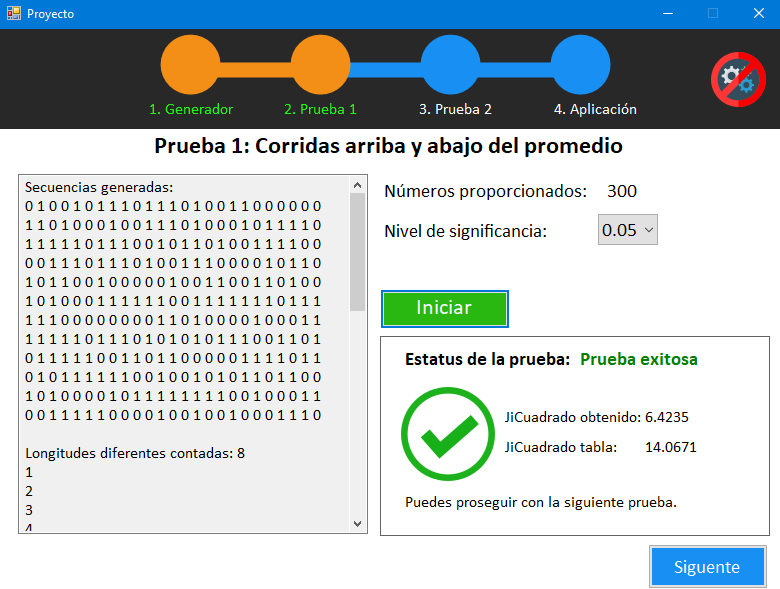 Proyecto
1. Generador
2. Prueba 1
3. Prueba 2
4. Aplicación
Prueba 1: Corridas arriba y abajo del promedio
Secuencias generadas:
0 1 0 0 1 0 1 1 1 0 1 1 1 0 1 0 0 1 1 0 0 0 0 0 0
1 1 0 1 0 0 0 1 0 0 1 1 1 0 1 0 0 0 1 0 1 1 1 1 0
1 1 1 1 1 0 1 1 1 0 0 1 0 1 1 0 1 0 0 1 1 1 1 0 0
0 0 1 1 1 0 1 1 1 0 1 0 0 1 1 1 0 0 0 0 1 0 1 1 0
1 0 1 1 0 0 1 0 0 0 0 0 1 0 0 1 1 0 0 1 1 0 1 0 0
1 0 1 0 0 0 1 1 1 1 1 1 0 0 1 1 1 1 1 1 1 0 1 1 1
1 1 1 0 0 0 0 0 0 0 0 1 1 0 1 0 0 0 0 1 0 0 0 1 1
1 1 1 1 1 0 1 1 1 0 1 0 1 0 1 0 1 1 1 0 0 1 1 0 1
0 1 1 1 1 1 0 0 1 1 0 1 1 0 0 0 0 0 1 1 1 1 0 1 1
0 1 0 1 1 1 1 1 1 0 0 1 0 0 1 0 1 0 1 1 0 1 1 0 0
1 0 1 0 0 0 0 1 1 1 1 1 1 1 1 0 0 1 0 0 0 0 1 1
0 0 1 1 1 1 1 0 0 0 0 1 0 0 1 0 0 1 0 0 0 1 1 1 0
Longitudes diferentes contadas: 8
1
2
3
4
Números proporcionados: 300
Nivel de significancia: 0.05
Iniciar
Estatus de la prueba: Prueba exitosa
JiCuadrado obtenido: 6.4235
JiCuadrado tabla: 14.0671
Puedes proseguir con la siguiente prueba.
Siguente